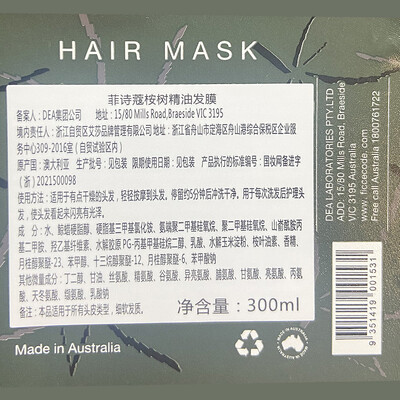 HAIR MASK
菲诗蔻桉树精油发膜
备案人：DEA集团公司 地址：15/80 Mills Road, Braeside VIC 3195
境内责任人：浙江自贸区艾莎品牌管理有限公司 地址：浙江省舟山市定海区舟山港综合保税区企业服
务中心309-2016室（自贸试验区内）
原产国：澳大利亚 生产批号：见包装 限期使用日期：见包装 产品执行的标准编号：国妆网备进字
（浙）2021500098
使用方法：适用于有点干燥的头发，轻轻按摩到头发，停留约5分钟后冲洗干净，用于每次洗发后护理头
发，使头发看起来闪亮有光泽。
成 分：水、鲸蜡硬脂醇、硬脂基三甲基氯化铵、氨端聚二甲基硅氧烷、聚二甲基硅氧烷、山嵛酰胺丙
基二甲胺、羟乙基纤维素、水解胶原 PG-丙基甲基硅烷二醇、乳酸、水解玉米淀粉、桉叶油素、香精、
月桂醇聚醚-23、苯甲醇、十三烷醇聚醚-12、月桂醇聚醚-6、苯甲酸钠
其他微量成分：丁二醇、甘油、丝氨酸、精氨酸、谷氨酸、异亮氨酸、脯氨酸、甘氨酸、亮氨酸、丙氨
酸、天冬氨酸、缬氨酸、乳酸钠
备注：本品适用于所有头皮类型，细软发质。
净含量：300ml
Made in Australia
DEA LABORATORIES PTY.LTD
ADD: 15/80 Mills Road, Braeside
VIC 3195 Australia
www.ficcecode.com
Free call Australia 1800761722
9 351419 901531